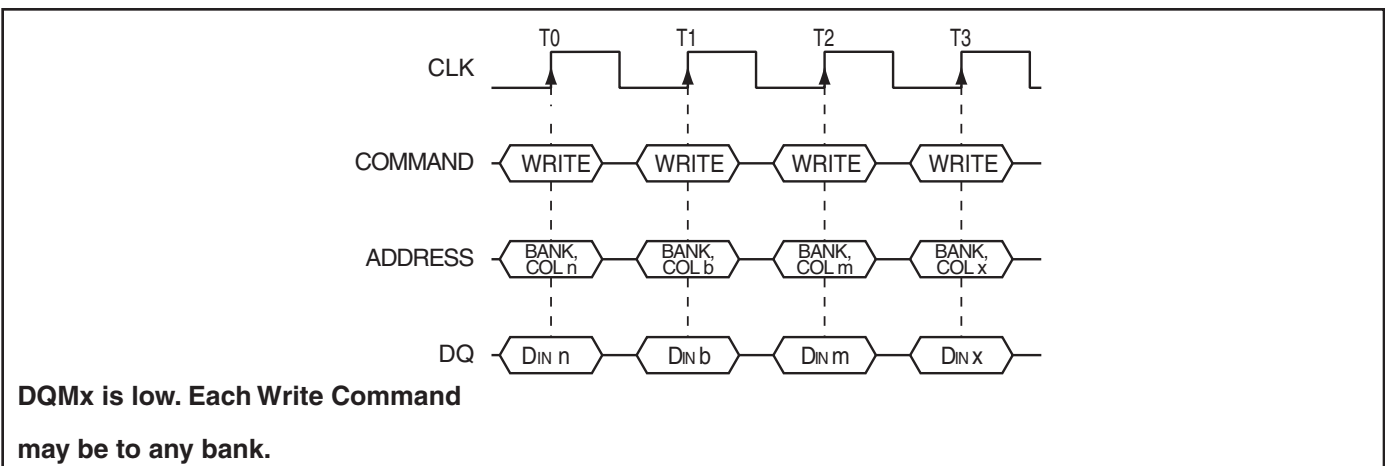 T0 T1 T2 T3
CLK
COMMAND WRITE WRITE WRITE WRITE
ADDRESS BANK, BANK, BANK, BANK,
COL n COL b COL m COL x
DQ DIN n DIN b DIN m DIN x
DQMx is low. Each Write Command
may be to any bank.